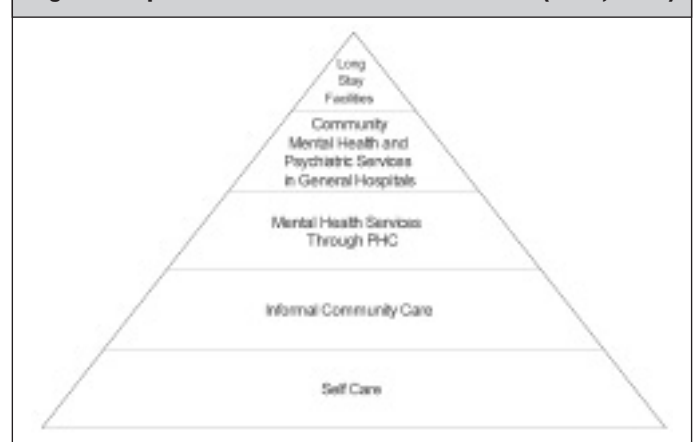 Long
Stay
Facilities
Community
Mental Health and
Psychiatric Services
in General Hospitals
Mental Health Services
Through PHC
Informal Community Care
Self Care